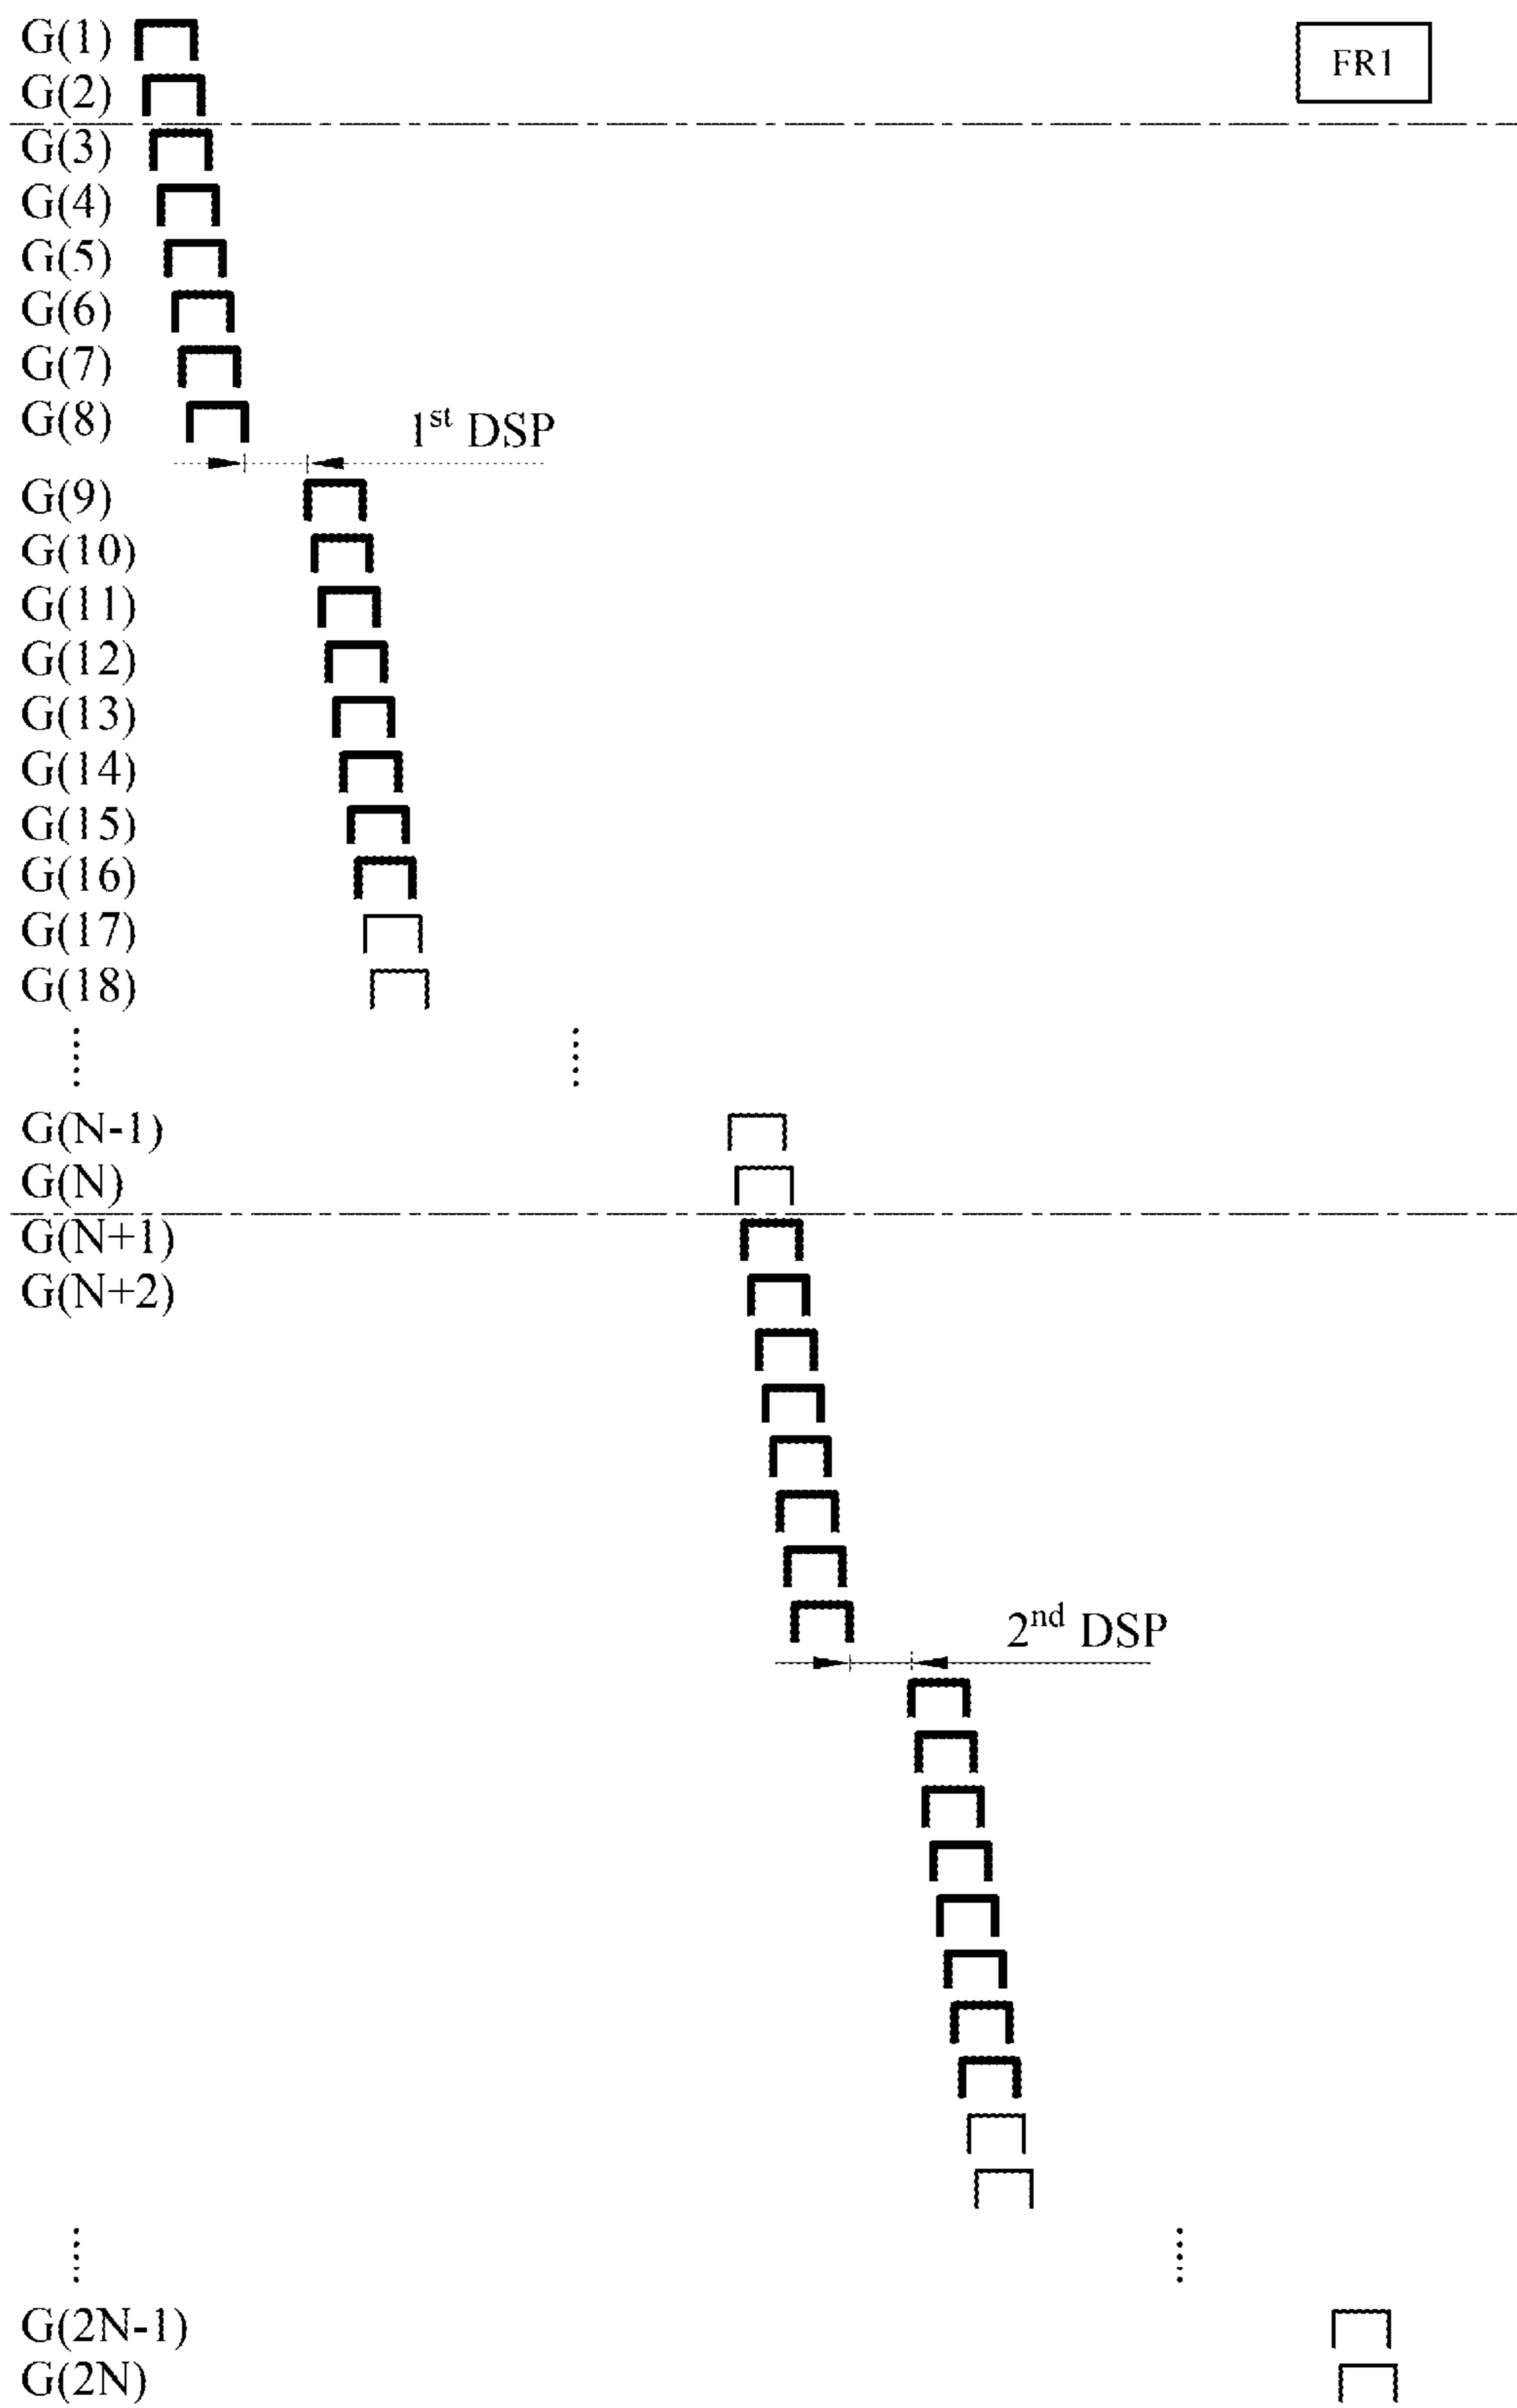 G(1)
FR1
G(2)
G(3)
G(4)
G(5)
G(6)
G(7)
G(8)
1st DSP
G(9)
G(10)
G(11)
G(12)
G(13)
G(14)
G(15)
G(16)
G(17)
G(18)
G(N-1)
G(N)
G(N+1)
G(N+2)
2nd DSP
G(2N-1)
G(2N)